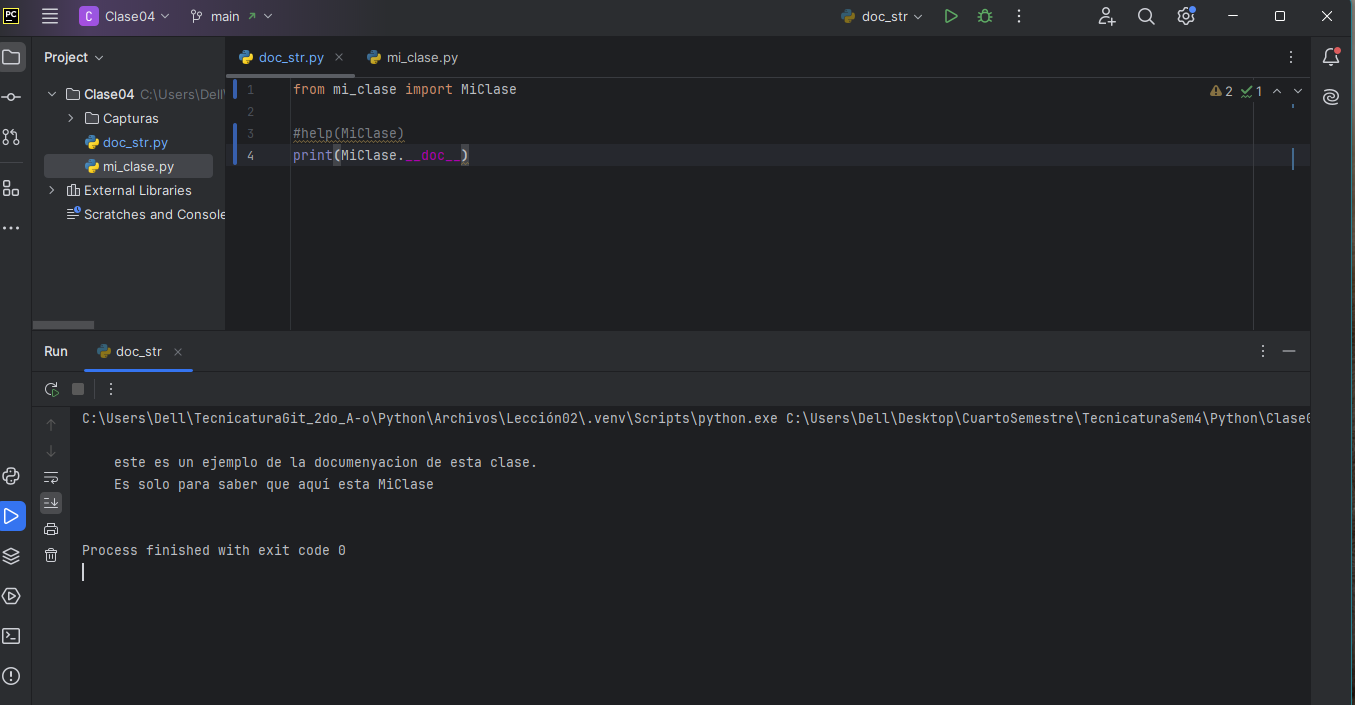 PC
C Clase04 main
doc_str
Project
Clase04 C:\Users\Dell\
Capturas
doc_str.py
mi_clase.py
External Libraries
Scratches and Console
doc_str.py mi_clase.py
1 from mi_clase import MiClase
2
3 #help(MiClase)
4 print(MiClase.__doc__)
2 1
Run doc_str
C:\Users\Dell\TecnicaturaGit_2do_A-o\Python\Archivos\Lección02\.venv\Scripts\python.exe C:\Users\Dell\Desktop\CuartoSemestre\TecnicaturaSem4\Python\Clase0
este es un ejemplo de la documenyacion de esta clase.
Es solo para saber que aquí esta MiClase
Process finished with exit code 0